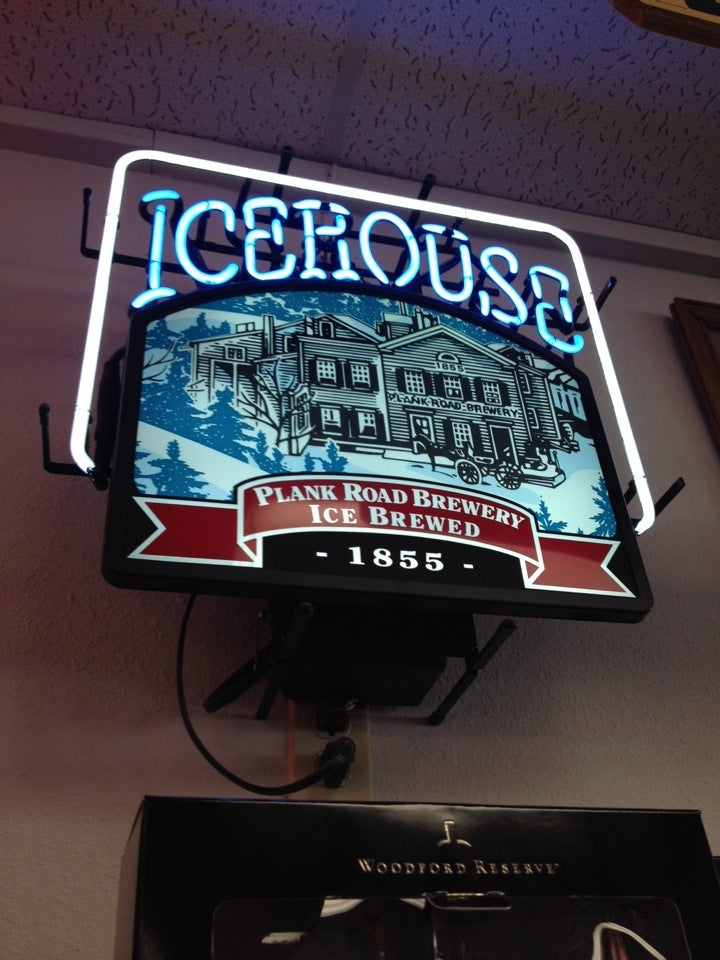 ICEHOUSE
1855
PLANK·ROAD·BREWERY
PLANK ROAD BREWERY
ICE BREWED
- 1855 -
WOODFORD RESERVE